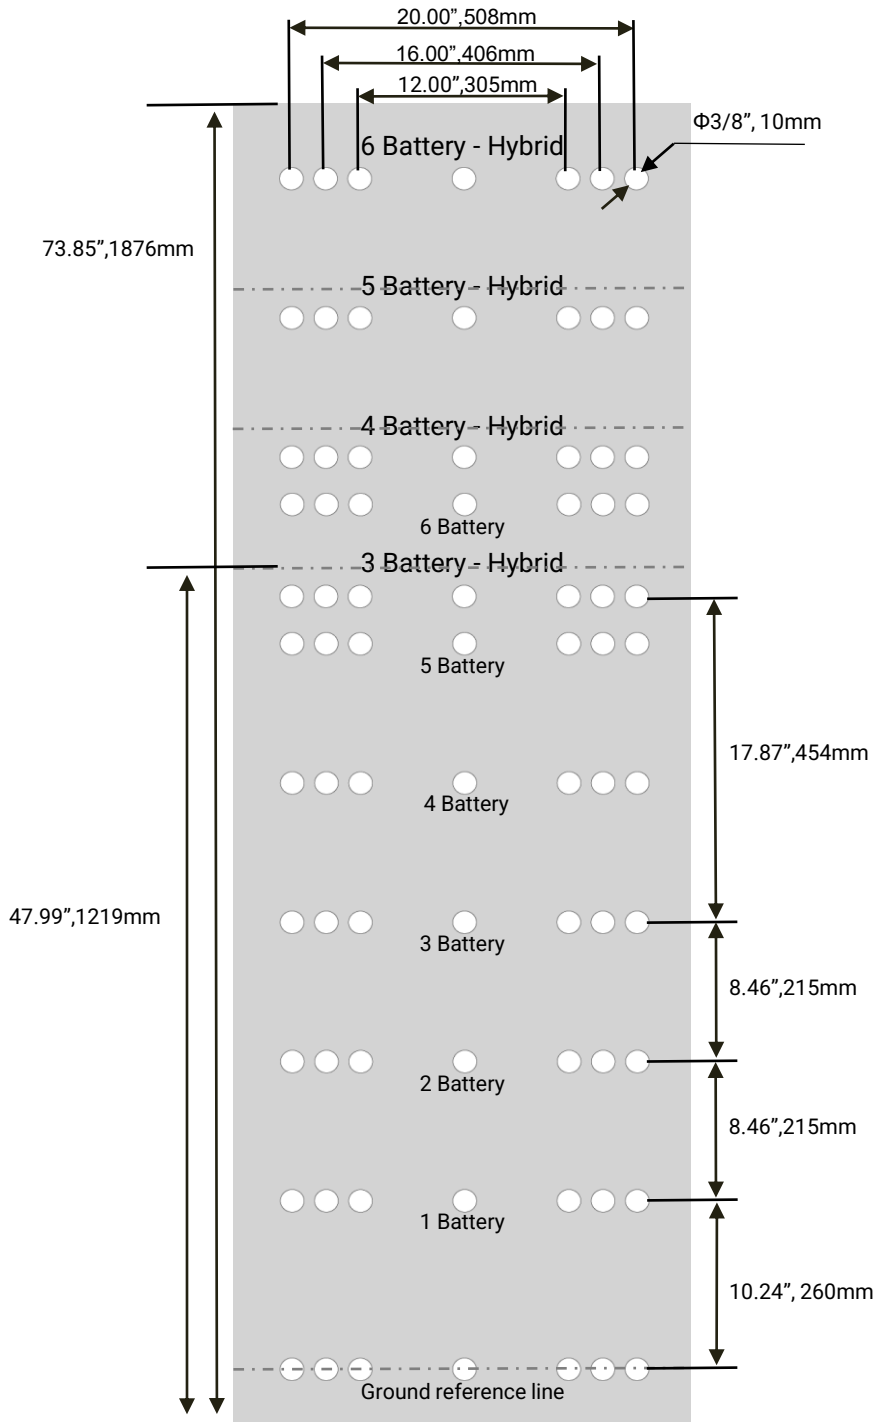 20.00”,508mm
16.00”,406mm
12.00”,305mm
Φ3/8”, 10mm
6 Battery - Hybrid
73.85”,1876mm
5 Battery - Hybrid
4 Battery - Hybrid
6 Battery
3 Battery - Hybrid
5 Battery
17.87”,454mm
4 Battery
47.99”,1219mm
3 Battery
8.46”,215mm
2 Battery
8.46”,215mm
1 Battery
10.24”, 260mm
Ground reference line